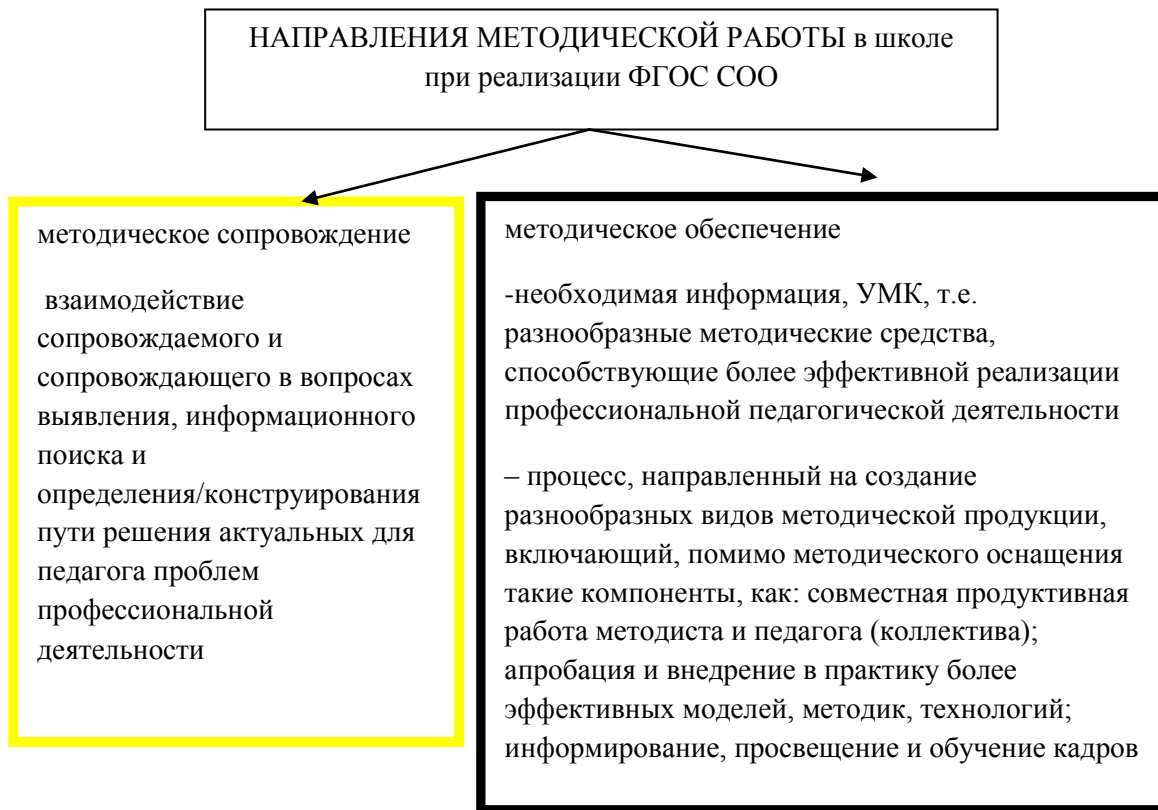 НАПРАВЛЕНИЯ МЕТОДИЧЕСКОЙ РАБОТЫ в школе
при реализации ФГОС СОО
методическое сопровождение
взаимодействие
сопровождаемого и
сопровождающего в вопросах
выявления, информационного
поиска и
определения/конструирования
пути решения актуальных для
педагога проблем
профессиональной
деятельности
методическое обеспечение
-необходимая информация, УМК, т.е.
разнообразные методические средства,
способствующие более эффективной реализации
профессиональной педагогической деятельности
– процесс, направленный на создание
разнообразных видов методической продукции,
включающий, помимо методического оснащения
такие компоненты, как: совместная продуктивная
работа методиста и педагога (коллектива);
апробация и внедрение в практику более
эффективных моделей, методик, технологий;
информирование, просвещение и обучение кадров